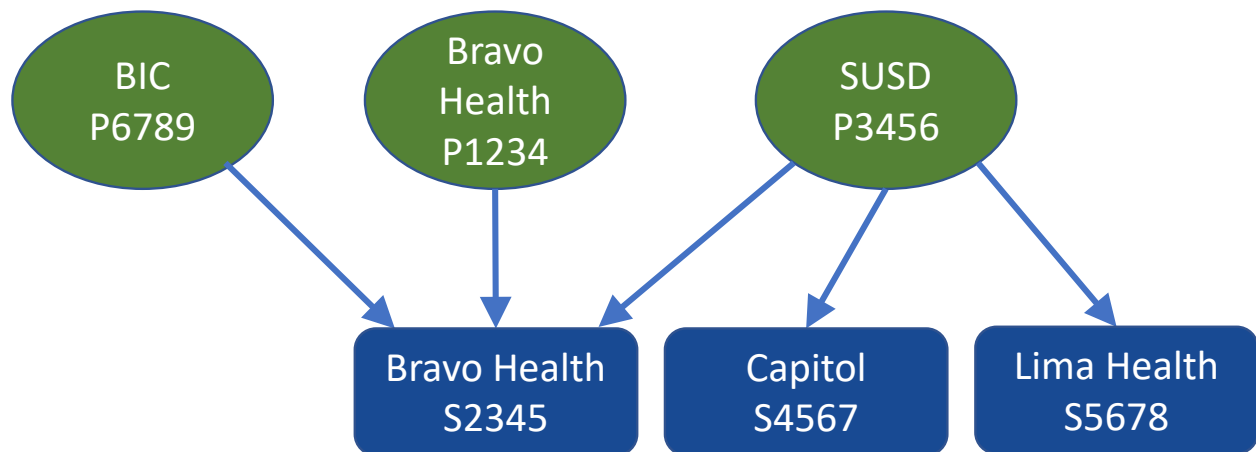 BIC
P6789
Bravo
Health
P1234
SUSD
P3456
Bravo Health
S2345
Capitol
S4567
Lima Health
S5678